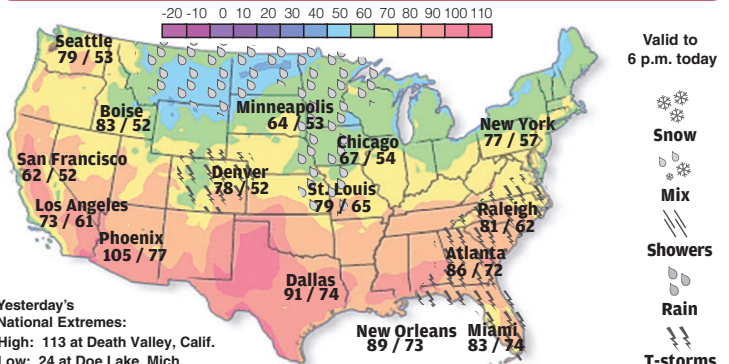 -20 -10 0 10 20 30 40 50 60 70 80 90 100 110
Valid to
6 p.m. today
Snow
Mix
Showers
Rain
T-storms
Seattle
79 / 53
Boise
83 / 52
Minneapolis
64 / 53
Chicago
67 / 54
New York
77 / 57
San Francisco
62 / 52
Denver
78 / 52
St. Louis
79 / 65
Los Angeles
73 / 61
Raleigh
81 / 62
Phoenix
105 / 77
Atlanta
86 / 72
Dallas
91 / 74
New Orleans
89 / 73
Miami
83 / 74
Yesterday's
National Extremes:
High: 113 at Death Valley, Calif.
Low: 24 at Doe Lake, Mich.